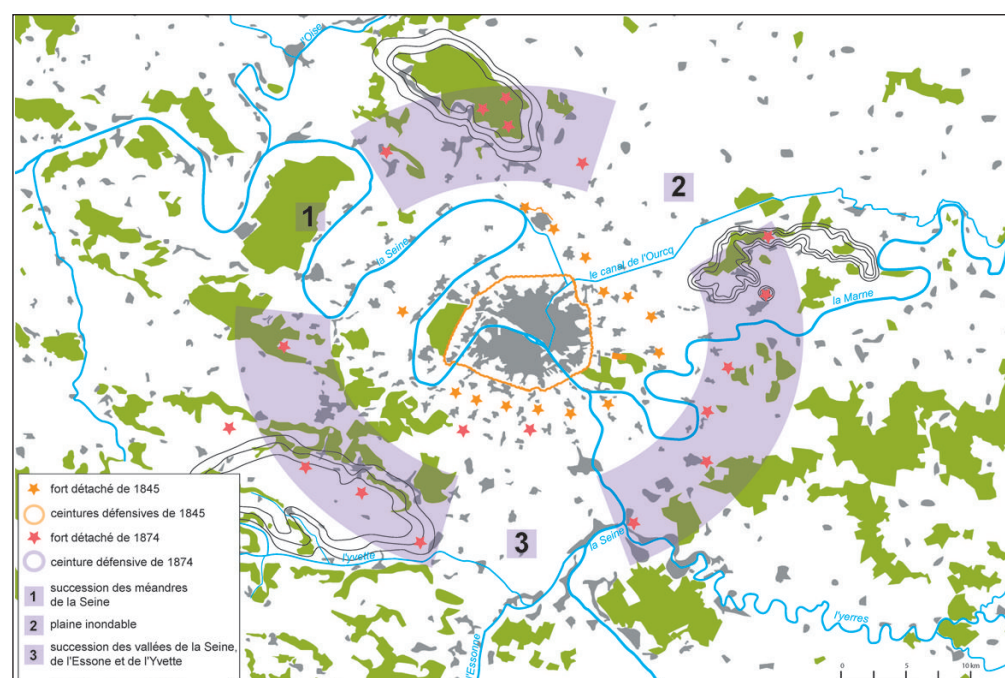 l'Oise
1
2
la Seine
le canal de l'Ourcq
la Marne
3
l'yvette
la Seine
l'Essonne
l'yerres
fort détaché de 1845
ceintures défensives de 1845
fort détaché de 1874
ceinture défensive de 1874
1 succession des méandres
de la Seine
2 plaine inondable
3 succession des vallées de la Seine,
de l'Essone et de l'Yvette
0 5 10 km